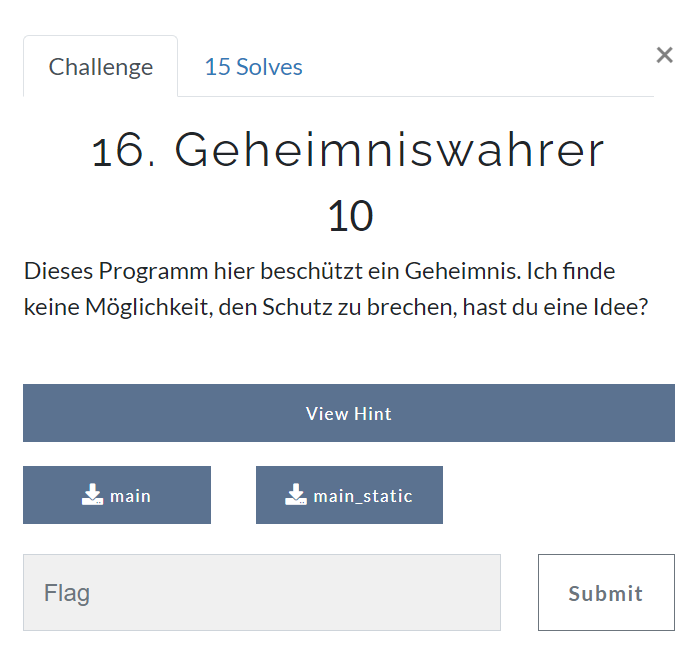 Challenge
15 Solves
×
16. Geheimniswahrer
10
Dieses Programm hier beschützt ein Geheimnis. Ich finde
keine Möglichkeit, den Schutz zu brechen, hast du eine Idee?
View Hint
main
main_static
Flag
Submit